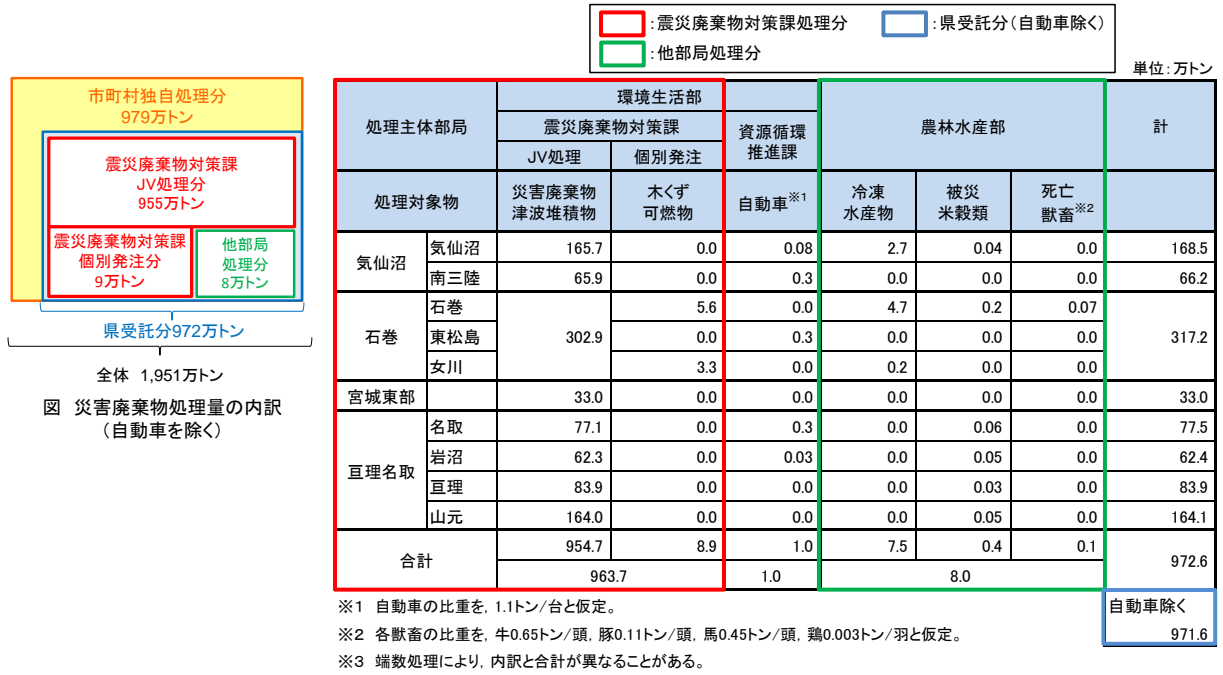 :震災廃棄物対策課処理分
:県受託分(自動車除く)
:他部局処理分
単位:万トン
市町村独自処理分
979万トン
震災廃棄物対策課
JV処理分
955万トン
震災廃棄物対策課
個別発注分
9万トン
他部局
処理分
8万トン
県受託分972万トン
全体 1,951万トン
図 災害廃棄物処理量の内訳
(自動車を除く)
処理主体部局 環境生活部 農林水産部 計
震災廃棄物対策課 資源循環
推進課
JV処理 個別発注
処理対象物 災害廃棄物
津波堆積物 木くず
可燃物 自動車※1 冷凍
水産物 被災
米穀類 死亡
獣畜※2
気仙沼 気仙沼 165.7 0.0 0.08 2.7 0.04 0.0 168.5
南三陸 65.9 0.0 0.3 0.0 0.0 0.0 66.2
石巻 石巻 302.9 5.6 0.0 4.7 0.2 0.07 317.2
東松島 0.0 0.3 0.0 0.0 0.0
女川 3.3 0.0 0.2 0.0 0.0
宮城東部 33.0 0.0 0.0 0.0 0.0 0.0 33.0
亘理名取 名取 77.1 0.0 0.3 0.0 0.06 0.0 77.5
岩沼 62.3 0.0 0.03 0.0 0.05 0.0 62.4
亘理 83.9 0.0 0.0 0.0 0.03 0.0 83.9
山元 164.0 0.0 0.0 0.0 0.05 0.0 164.1
合計 954.7 8.9 1.0 7.5 0.4 0.1 972.6
963.7 1.0 8.0
※1 自動車の比重を,1.1トン/台と仮定。
※2 各獣畜の比重を,牛0.65トン/頭,豚0.11トン/頭,馬0.45トン/頭,鶏0.003トン/羽と仮定。
※3 端数処理により,内訳と合計が異なることがある。
自動車除く
971.6